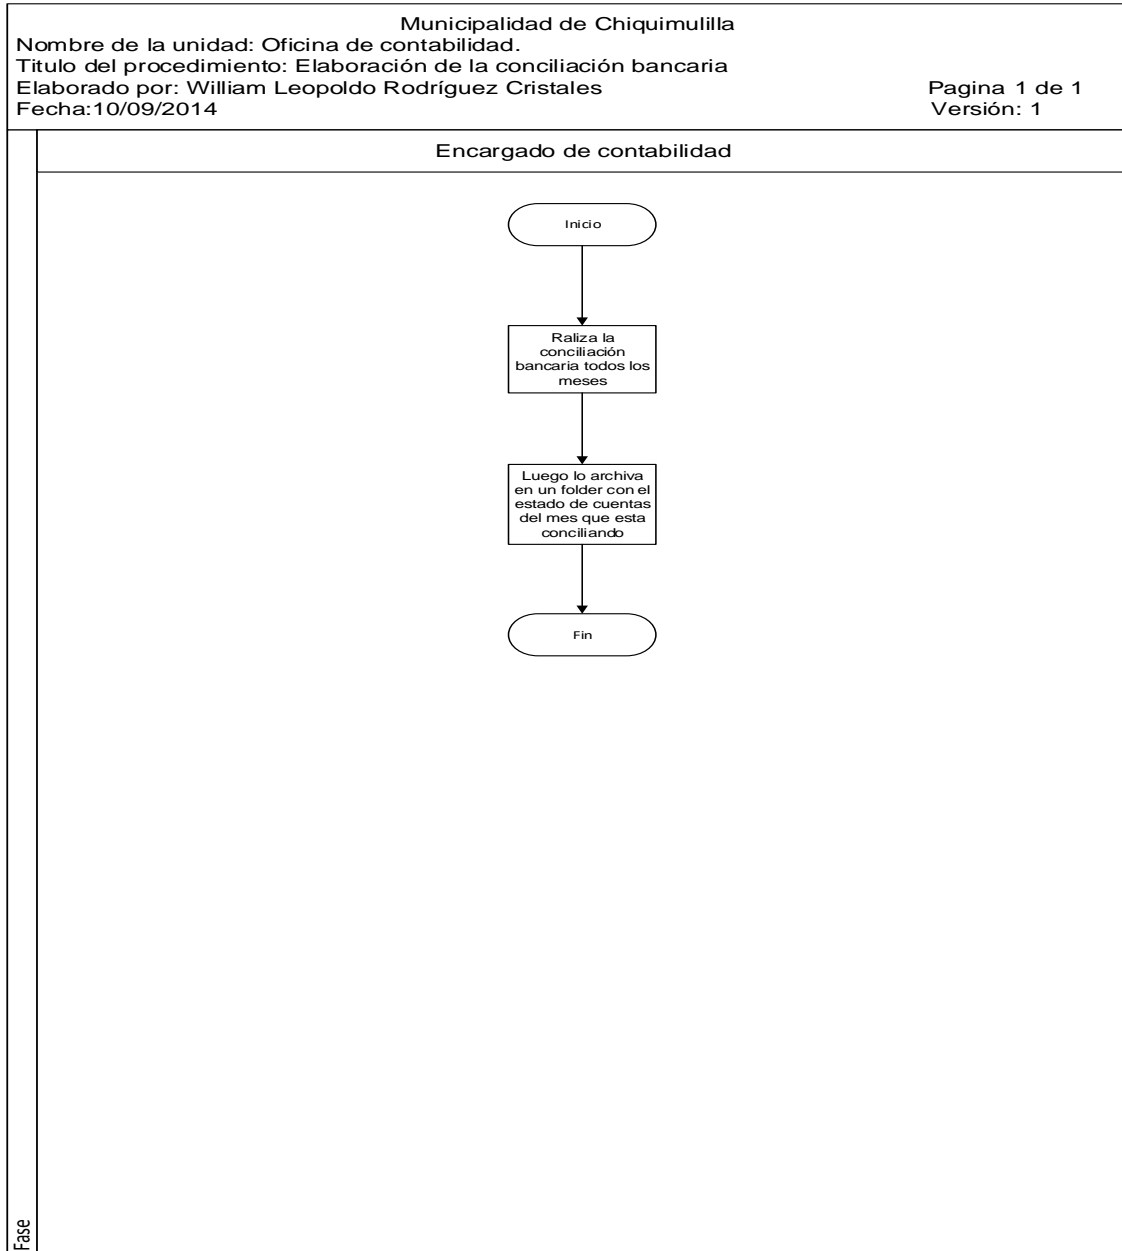 Municipalidad de Chiquimulilla
Nombre de la unidad: Oficina de contabilidad.
Titulo del procedimiento: Elaboración de la conciliación bancaria
Elaborado por: William Leopoldo Rodríguez Cristales Pagina 1 de 1
Fecha:10/09/2014 Versión: 1
Encargado de contabilidad
Inicio
Raliza la
conciliación
bancaria todos los
meses
Luego lo archiva
en un folder con el
estado de cuentas
del mes que esta
conciliando
Fin
Fase